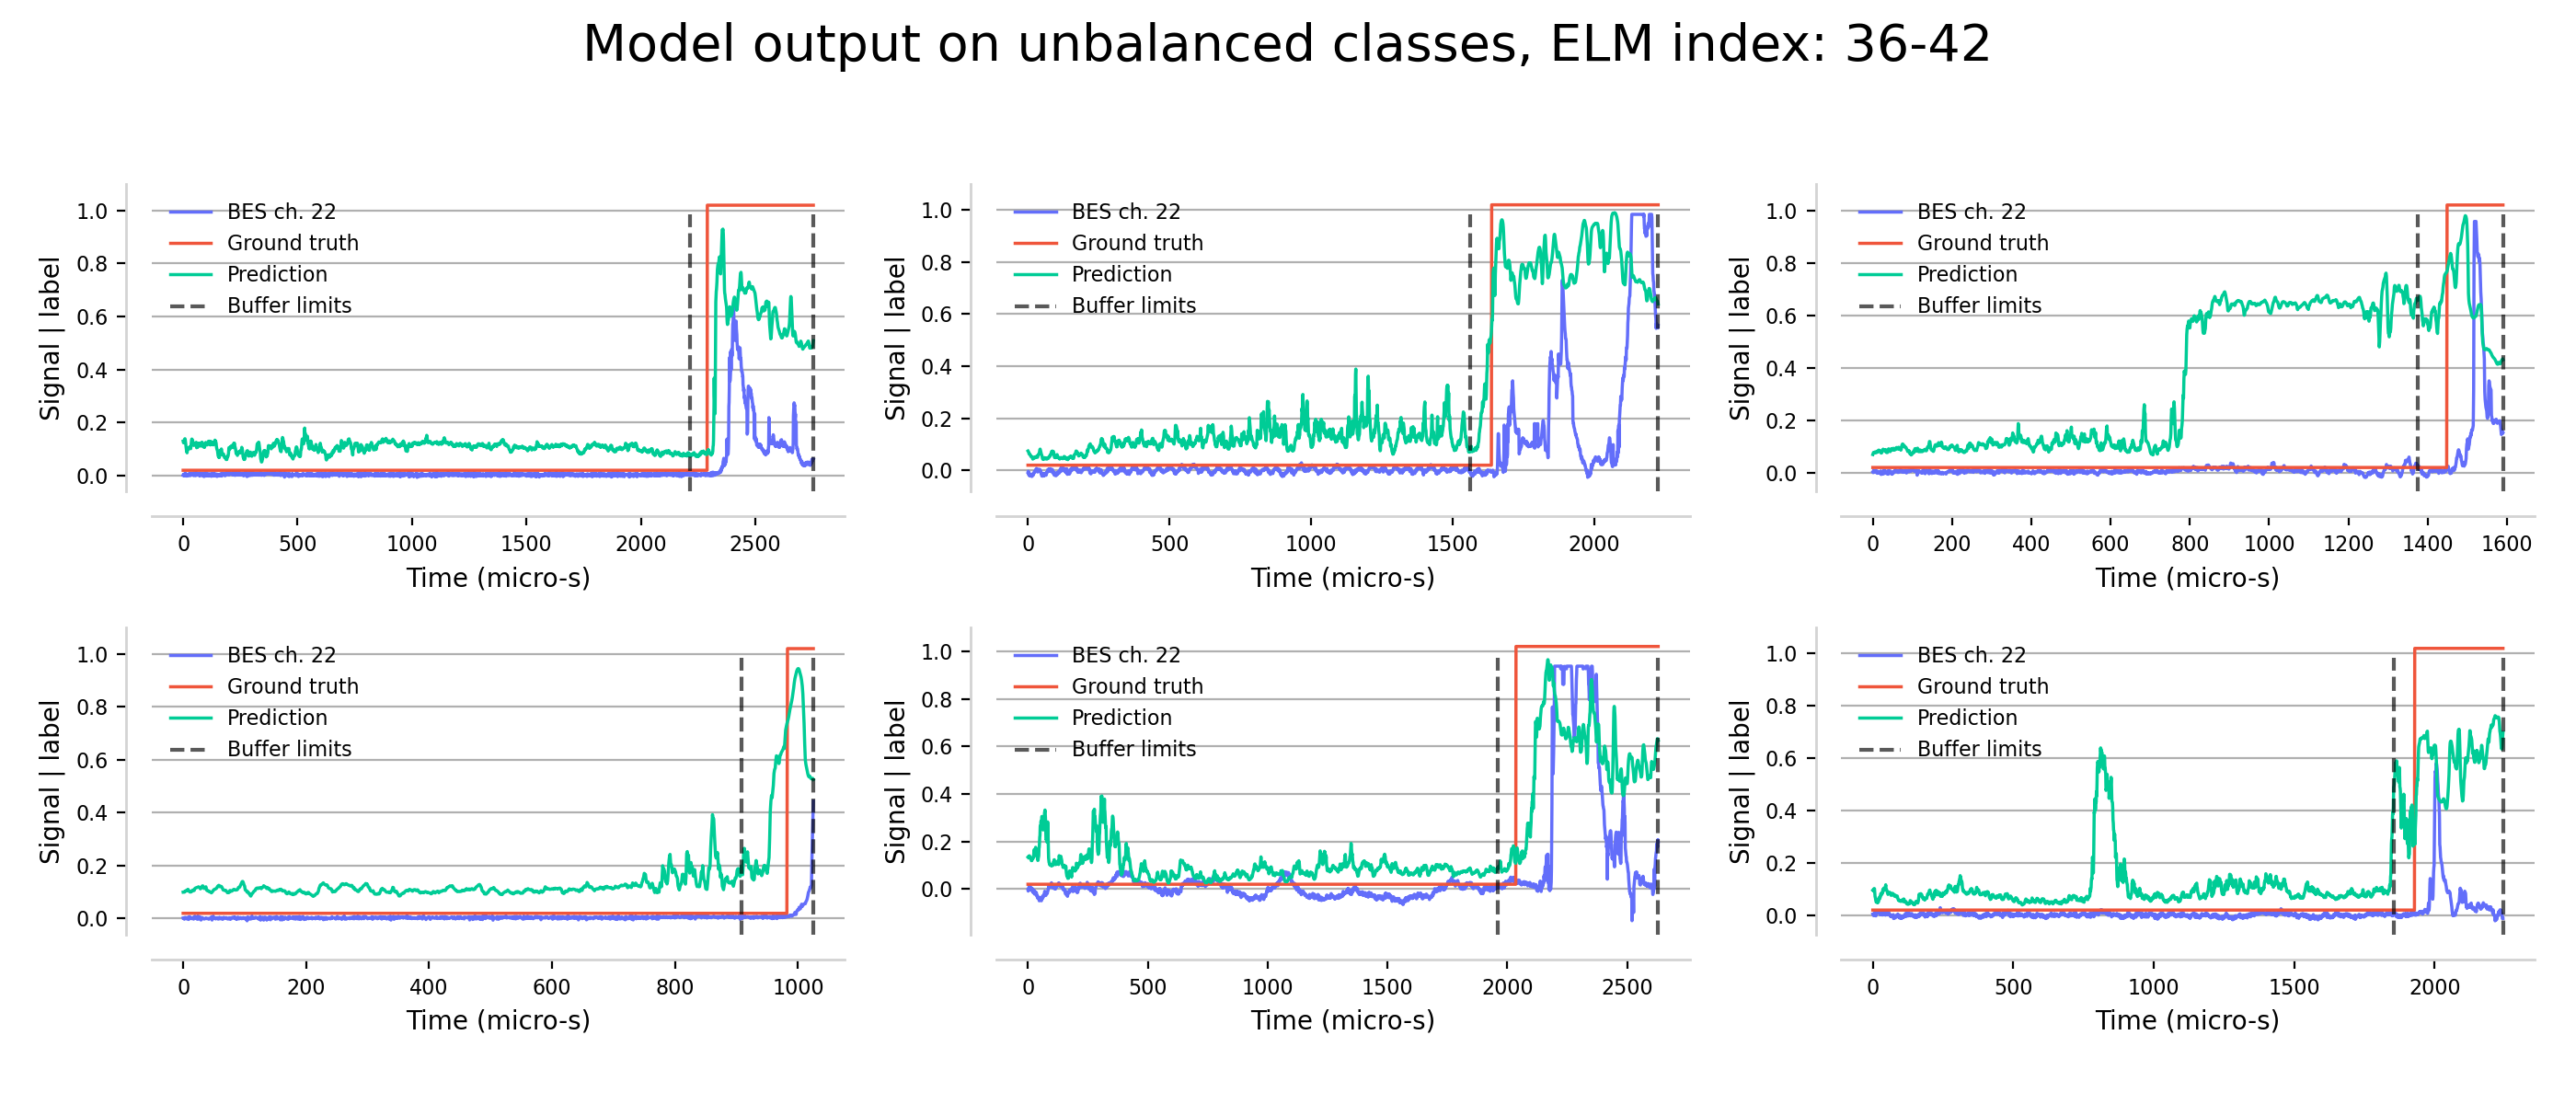 Model output on unbalanced classes, ELM index: 36-42
Signal | label
1.0
0.8
0.6
0.4
0.2
0.0
BES ch. 22
Ground truth
Prediction
Buffer limits
0 500 1000 1500 2000 2500
Time (micro-s)
Signal | label
1.0
0.8
0.6
0.4
0.2
0.0
BES ch. 22
Ground truth
Prediction
Buffer limits
0 500 1000 1500 2000
Time (micro-s)
Signal | label
1.0
0.8
0.6
0.4
0.2
0.0
BES ch. 22
Ground truth
Prediction
Buffer limits
0 200 400 600 800 1000 1200 1400 1600
Time (micro-s)
Signal | label
1.0
0.8
0.6
0.4
0.2
0.0
BES ch. 22
Ground truth
Prediction
Buffer limits
0 200 400 600 800 1000
Time (micro-s)
Signal | label
1.0
0.8
0.6
0.4
0.2
0.0
BES ch. 22
Ground truth
Prediction
Buffer limits
0 500 1000 1500 2000 2500
Time (micro-s)
Signal | label
1.0
0.8
0.6
0.4
0.2
0.0
BES ch. 22
Ground truth
Prediction
Buffer limits
0 500 1000 1500 2000
Time (micro-s)